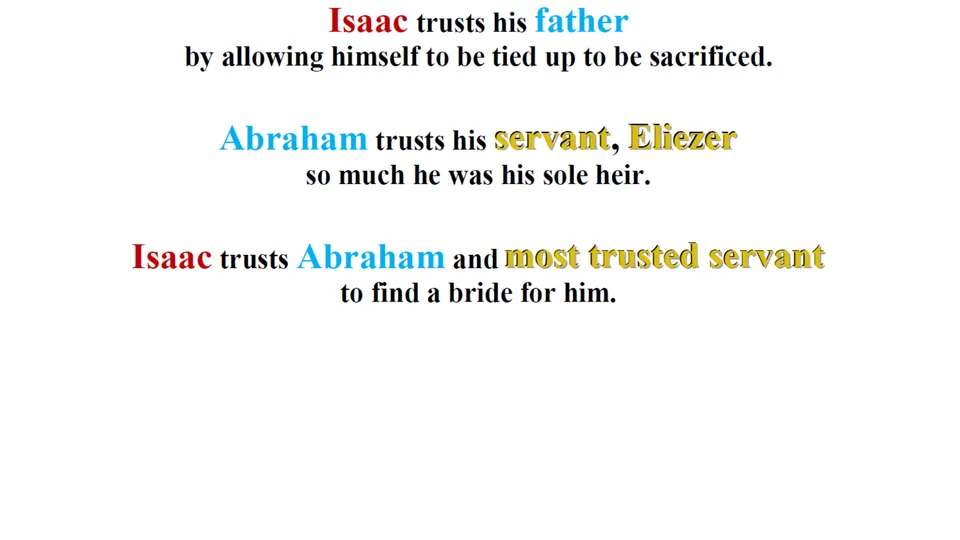 Isaac trusts his father
by allowing himself to be tied up to be sacrificed.
Abraham trusts his servant, Eliezer
so much he was his sole heir.
Isaac trusts Abraham and most trusted servant
to find a bride for him.